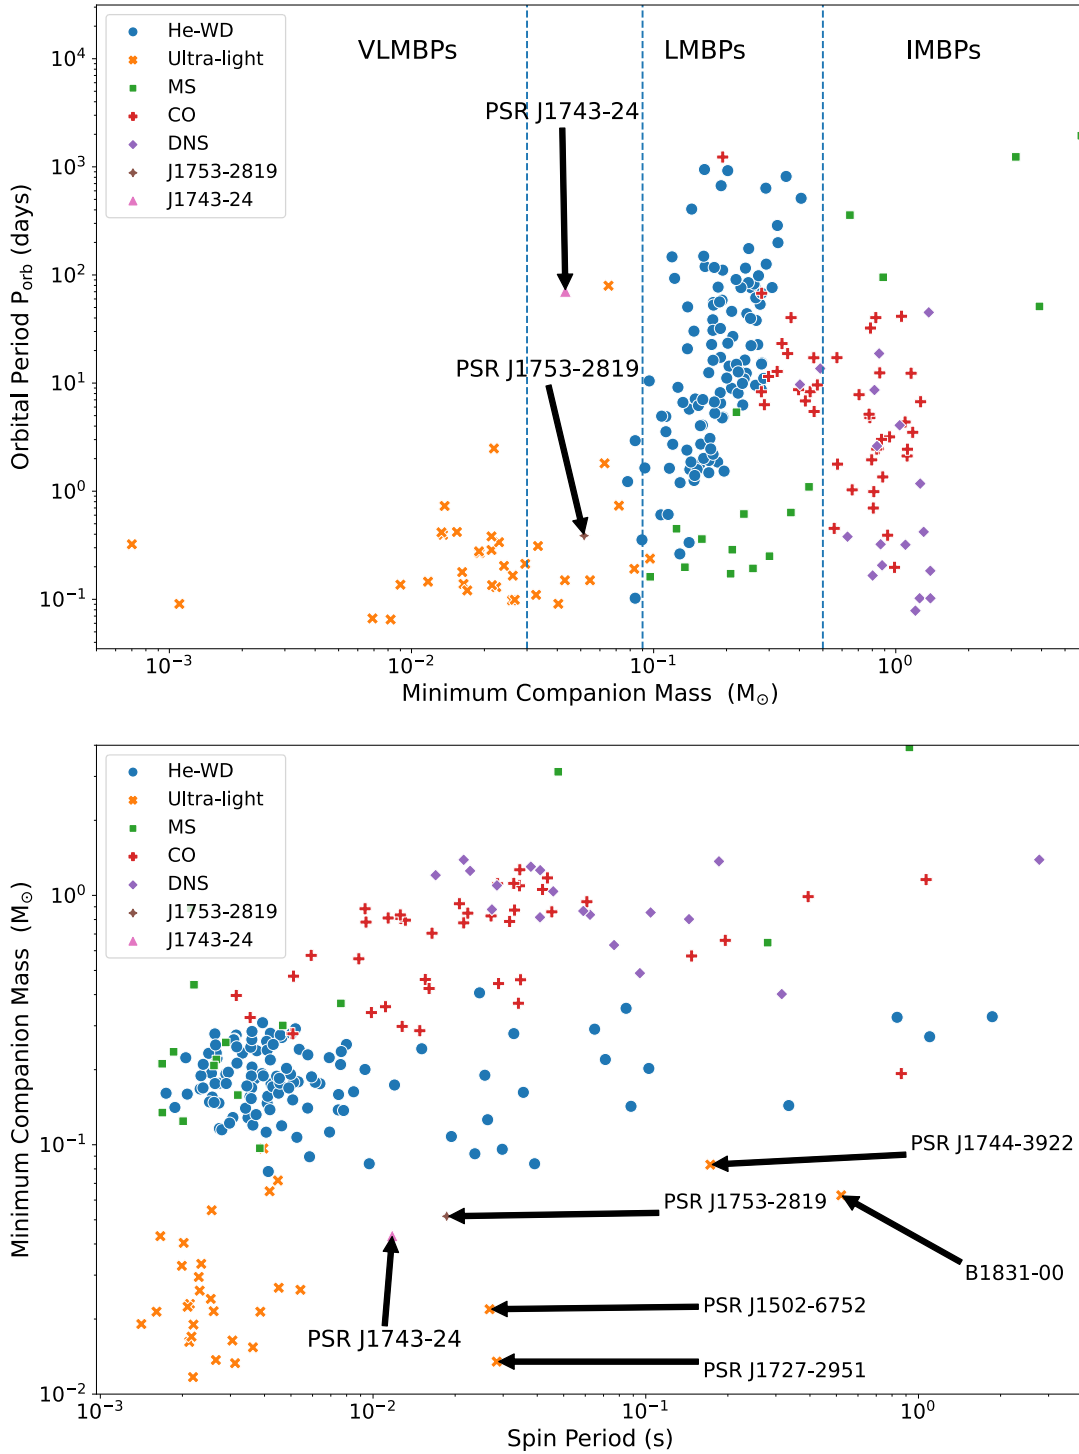 VLMBPs
LMBPs
IMBPs
He-WD
Ultra-light
MS
CO
DNS
J1753-2819
J1743-24
PSR J1743-24
PSR J1753-2819
Orbital Period P_orb (days)
10^4
10^3
10^2
10^1
10^0
10^−1
10^−3
10^−2
10^−1
10^0
Minimum Companion Mass (M_⊙)
He-WD
Ultra-light
MS
CO
DNS
J1753-2819
J1743-24
Minimum Companion Mass (M_⊙)
10^0
10^−1
10^−2
PSR J1744-3922
PSR J1753-2819
B1831-00
PSR J1502-6752
PSR J1743-24
PSR J1727-2951
10^−3
10^−2
10^−1
10^0
Spin Period (s)